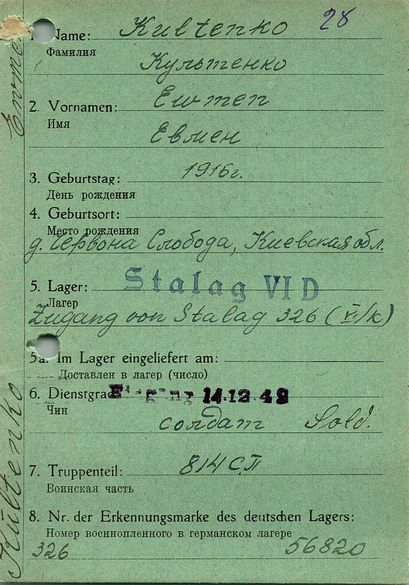 28
1. Name: Kultenko
Фамилия
Культенко
2. Vornamen: Ewmen
Имя
Евмен
3. Geburtstag: 1916г.
День рождения
4. Geburtsort:
Место рождения
д. Червона Слобода, Киевская обл.
5. Lager: Stalag VI D
Лагерь
Zugang von Stalag 326 (VI/K)
5a. Im Lager eingeliefert am:
Доставлен в лагерь (число)
6. Dienstgrad: 14.12.42
Чин
солдат Sold.
7. Truppenteil: 814 СП
Воинская часть
8. Nr. der Erkennungsmarke des deutschen Lagers:
Номер военнопленного в германском лагере
326 56820
Kultenko